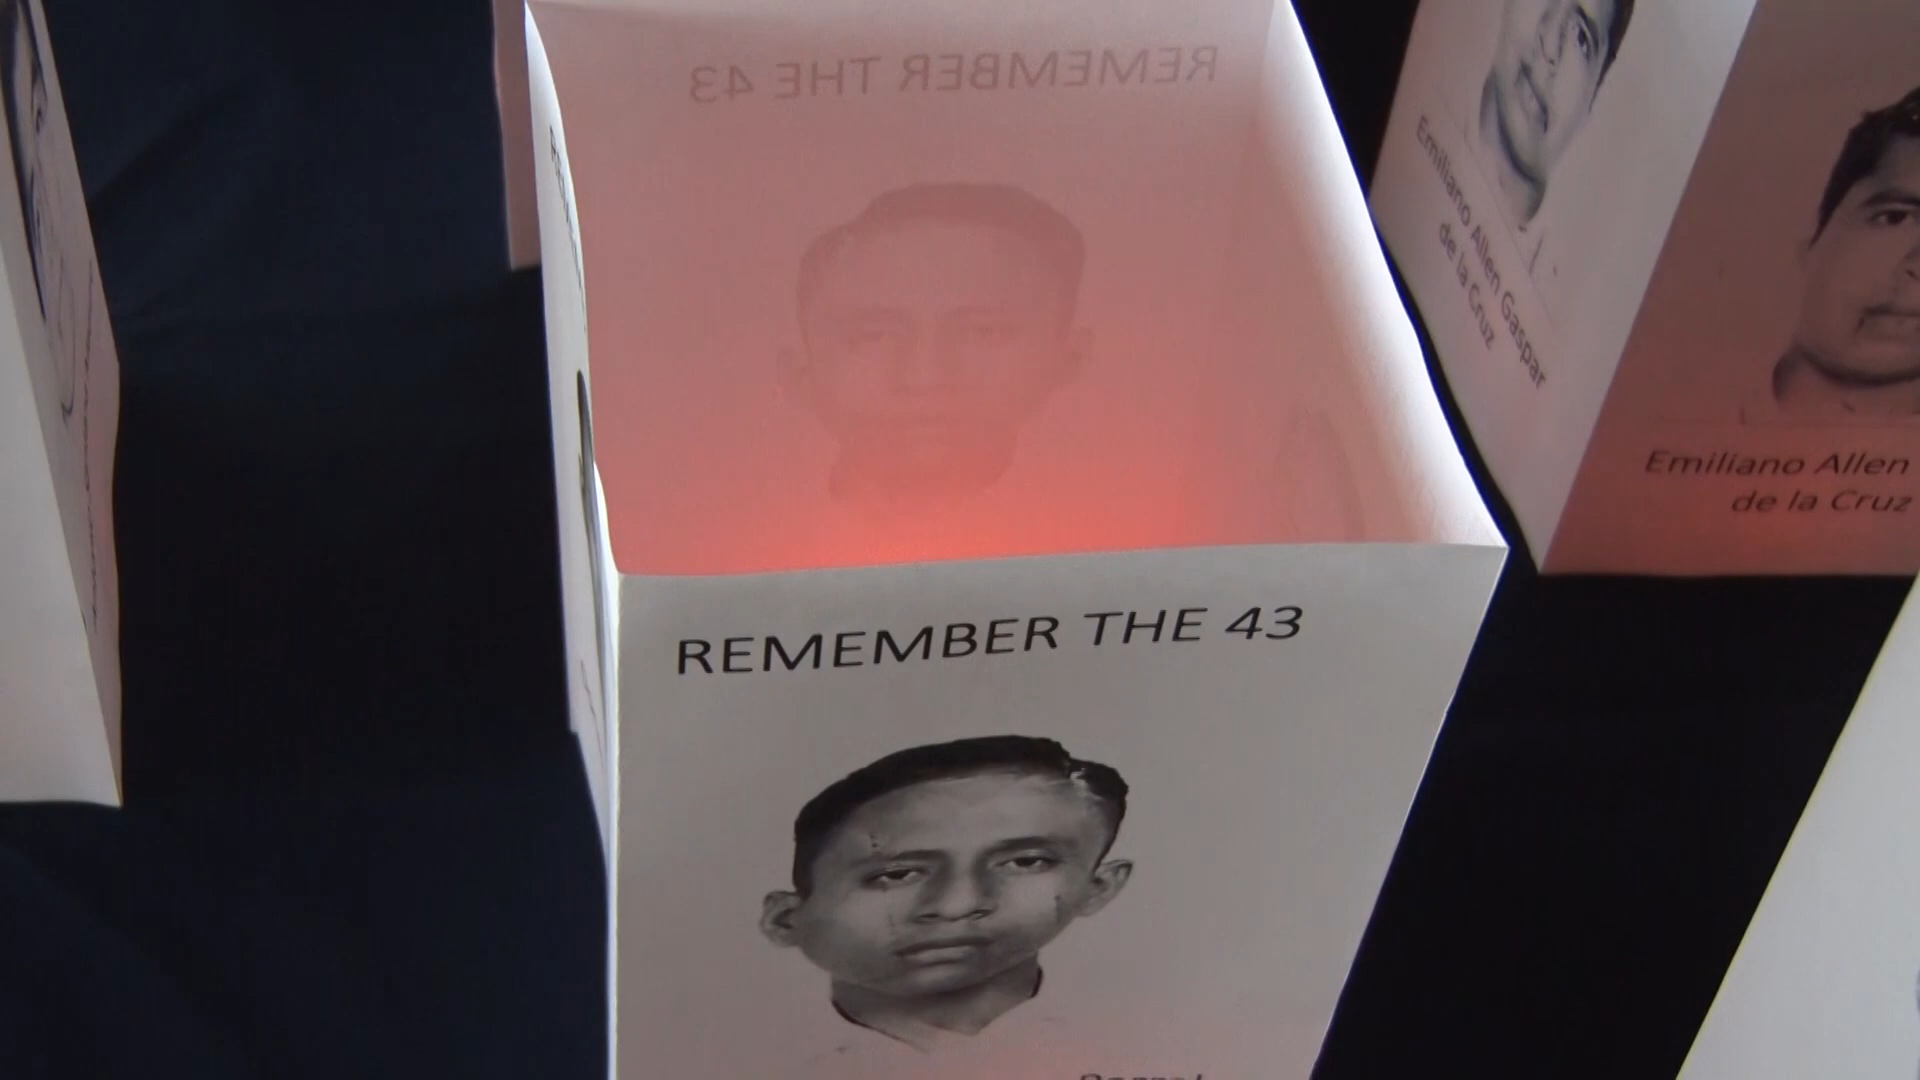 REMEMBER THE 43
REMEMBER THE 43
Emiliano Allen Gaspar
de la Cruz
Emiliano Allen
de la Cruz